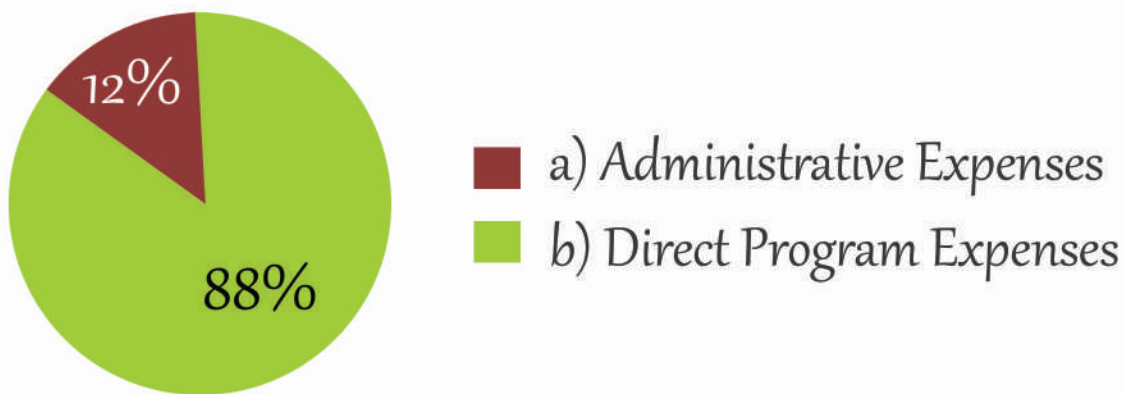 12%
a) Administrative Expenses
b) Direct Program Expenses
88%